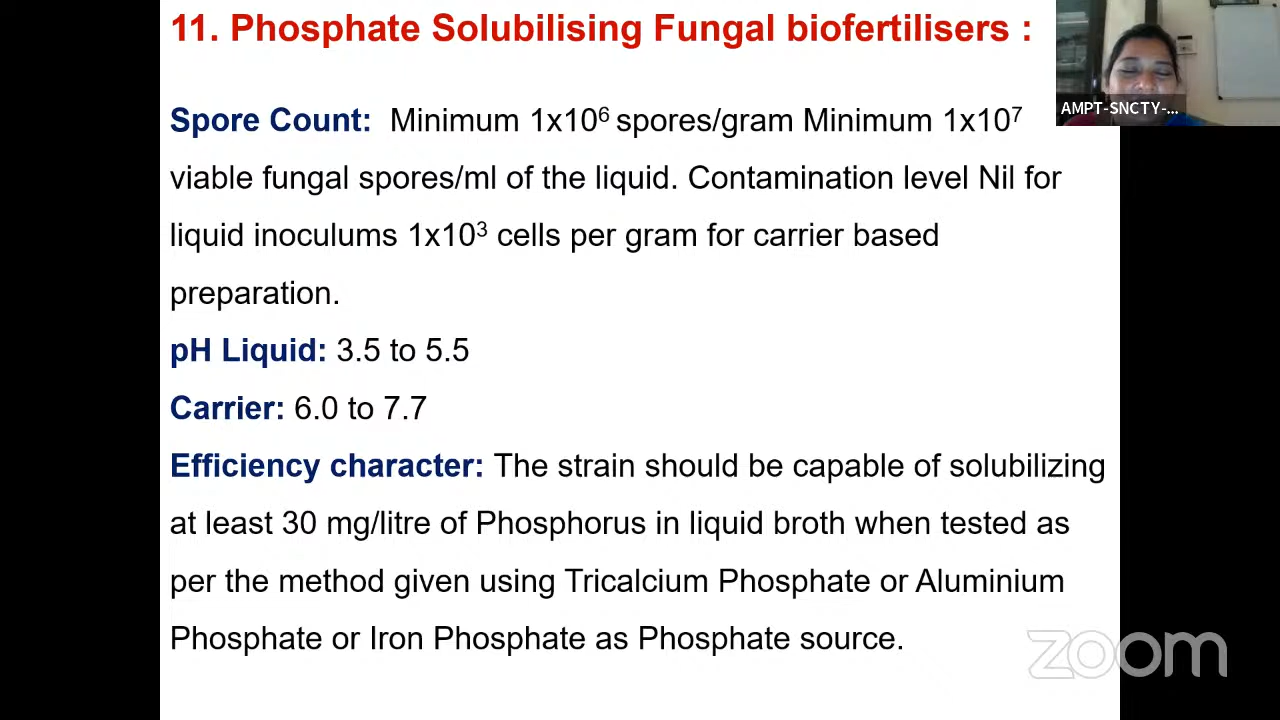 11. Phosphate Solubilising Fungal biofertilisers :
AMPT-SNCTY-...
Spore Count: Minimum 1x10⁶ spores/gram Minimum 1x10⁷
viable fungal spores/ml of the liquid. Contamination level Nil for
liquid inoculums 1x10³ cells per gram for carrier based
preparation.
pH Liquid: 3.5 to 5.5
Carrier: 6.0 to 7.7
Efficiency character: The strain should be capable of solubilizing
at least 30 mg/litre of Phosphorus in liquid broth when tested as
per the method given using Tricalcium Phosphate or Aluminium
Phosphate or Iron Phosphate as Phosphate source.
zoom